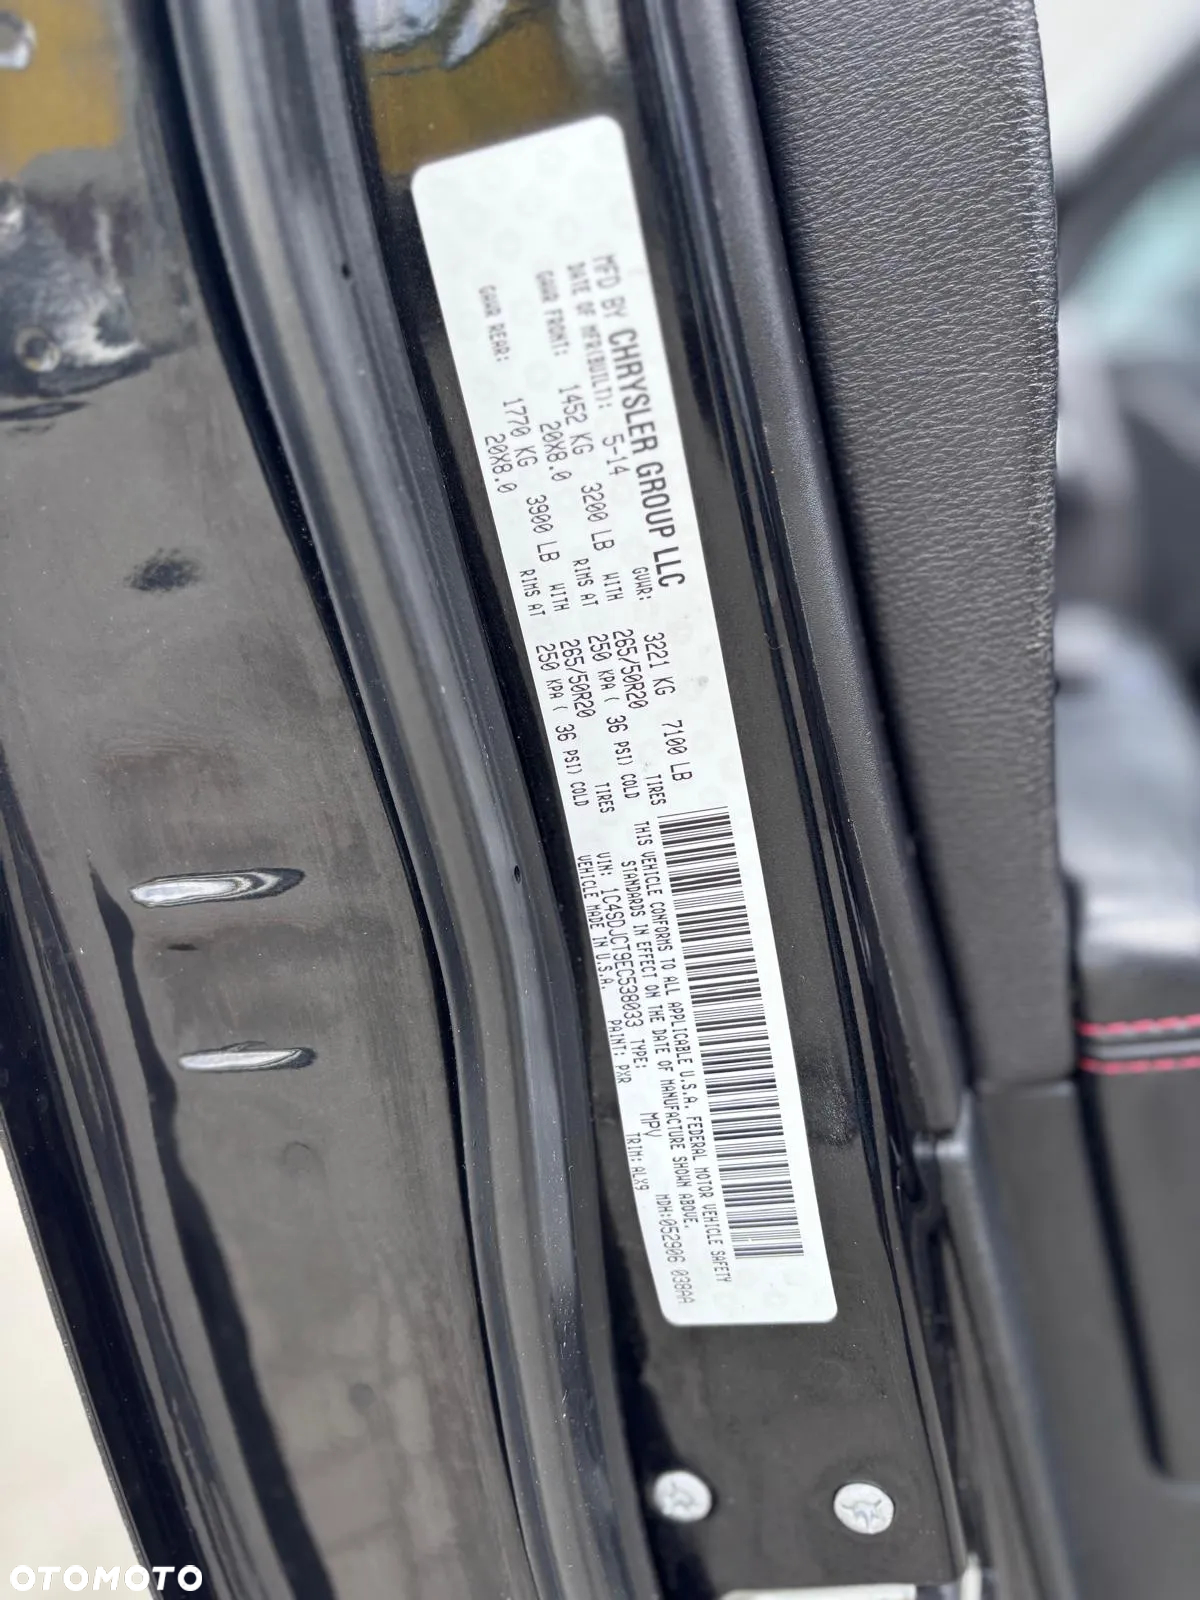 MFD BY CHRYSLER GROUP LLC
DATE OF MFR(BUILT): 5-14 GVWR: 3221 KG 7100 LB
GAWR FRONT: 1452 KG 3200 LB WITH 265/50R20 TIRES
20X8.0 RIMS AT 250 KPA( 36 PSI) COLD
GAWR REAR: 1770 KG 3900 LB WITH 265/50R20 TIRES
20X8.0 RIMS AT 250 KPA( 36 PSI) COLD
THIS VEHICLE CONFORMS TO ALL APPLICABLE U.S.A. FEDERAL MOTOR VEHICLE SAFETY
STANDARDS IN EFFECT ON THE DATE OF MANUFACTURE SHOWN ABOVE.
MDH:052906 038AA
VIN: 1C4SDJCT9EC538033 TYPE: MPV
VEHICLE MADE IN U.S.A. PAINT: PXR TRIM: ALX9
OTOMOTO